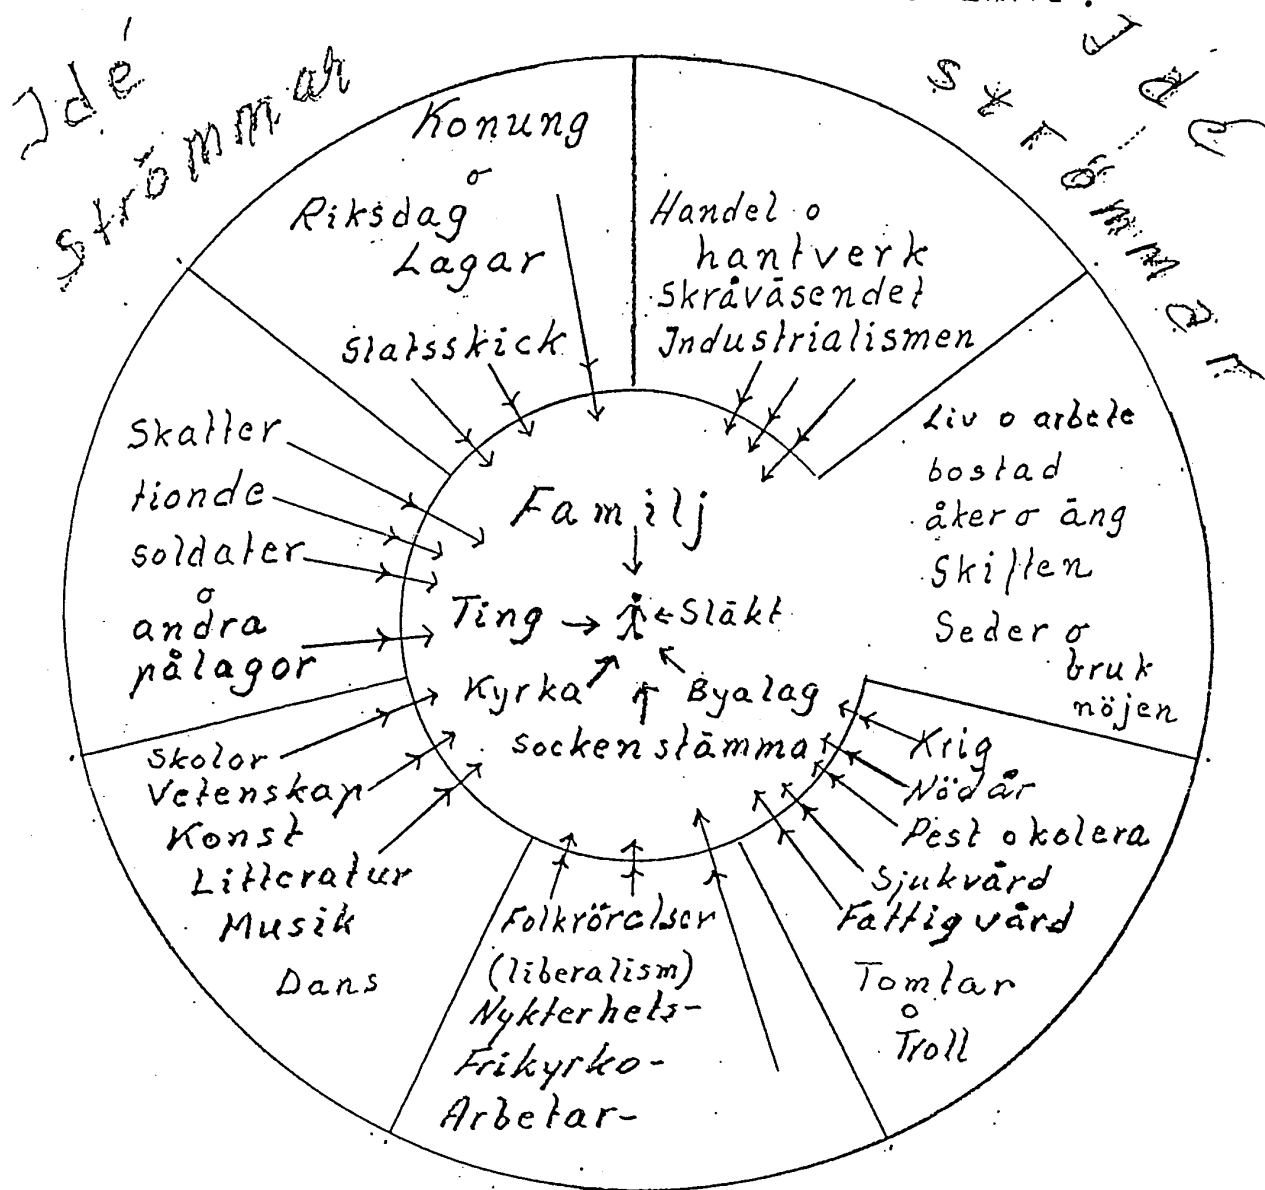 Idé
strömmar
Idé
strömmar
Konung
o
Riksdag
Lagar
Statsskick
Handel o
hantverk
Skråväsendet
Industrialismen
Liv o arbete
bostad
åker o äng
Skiften
Seder o
bruk
nöjen
Skatter
tionde
soldater
o
andra
pålagor
Familj
Ting
Släkt
Kyrka
Byalag
sockenstämma
Skolor
Vetenskap
Konst
Litteratur
Musik
Dans
Folkrörelser
(liberalism)
Nykterhets-
Frikyrko-
Arbetar-
Krig
Nödår
Pest o kolera
Sjukvård
Fattigvård
Tomtar
o
Troll